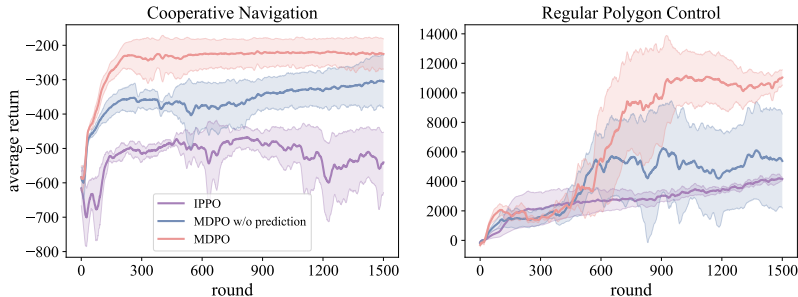 Cooperative Navigation
average return
−200
−300
−400
−500
−600
−700
−800
IPPO
MDPO w/o prediction
MDPO
0 300 600 900 1200 1500
round
Regular Polygon Control
14000
12000
10000
8000
6000
4000
2000
0
0 300 600 900 1200 1500
round